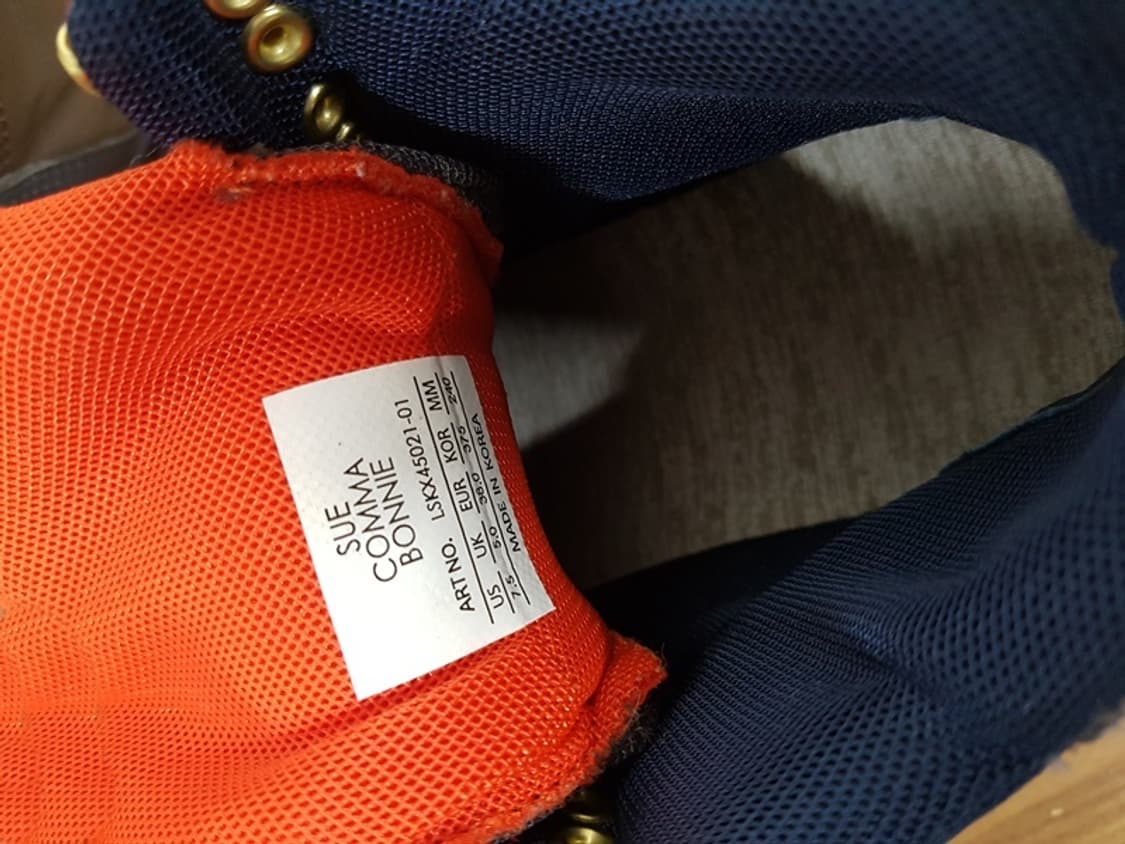 SUE
COMMA
BONNIE
ART NO. LSKX45021-01
US UK EUR KOR MM
7.5 5.0 38.0 375 240
MADE IN KOREA